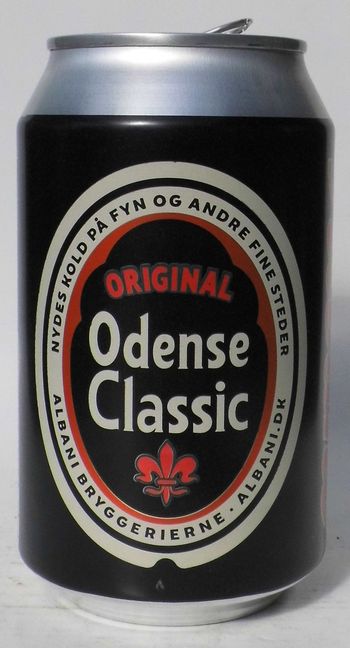 NYDES KOLD PÅ FYN OG ANDRE FINE STEDER
ORIGINAL
Odense
Classic
ALBANI BRYGGERIERNE · ALBANI.DK